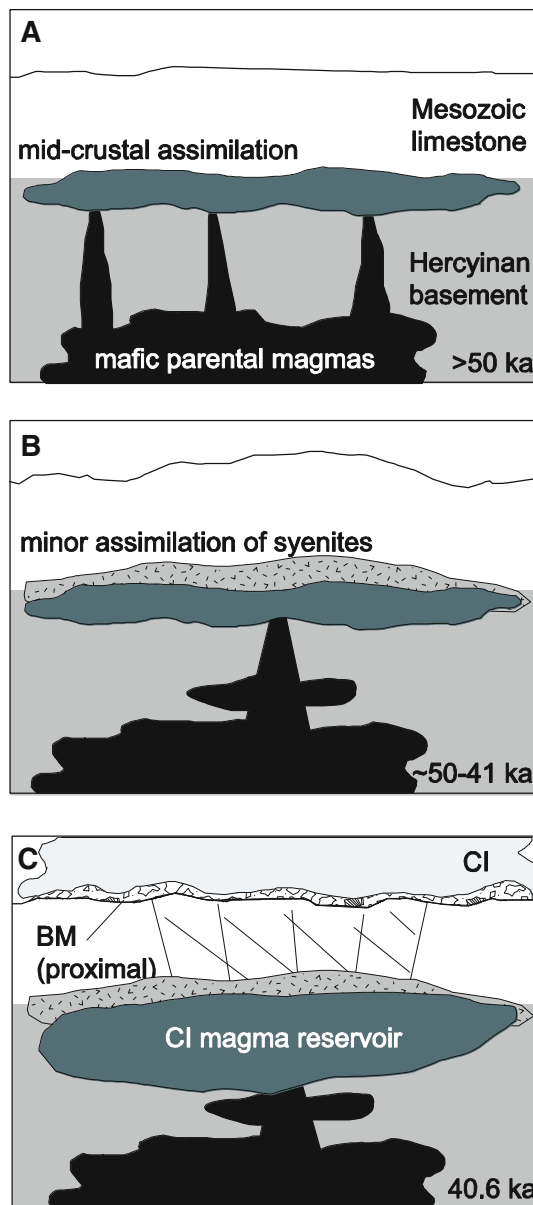 A
Mesozoic
limestone
mid-crustal assimilation
Hercyinan
basement
mafic parental magmas
>50 ka
B
minor assimilation of syenites
~50-41 ka
C
CI
BM
(proximal)
CI magma reservoir
40.6 ka